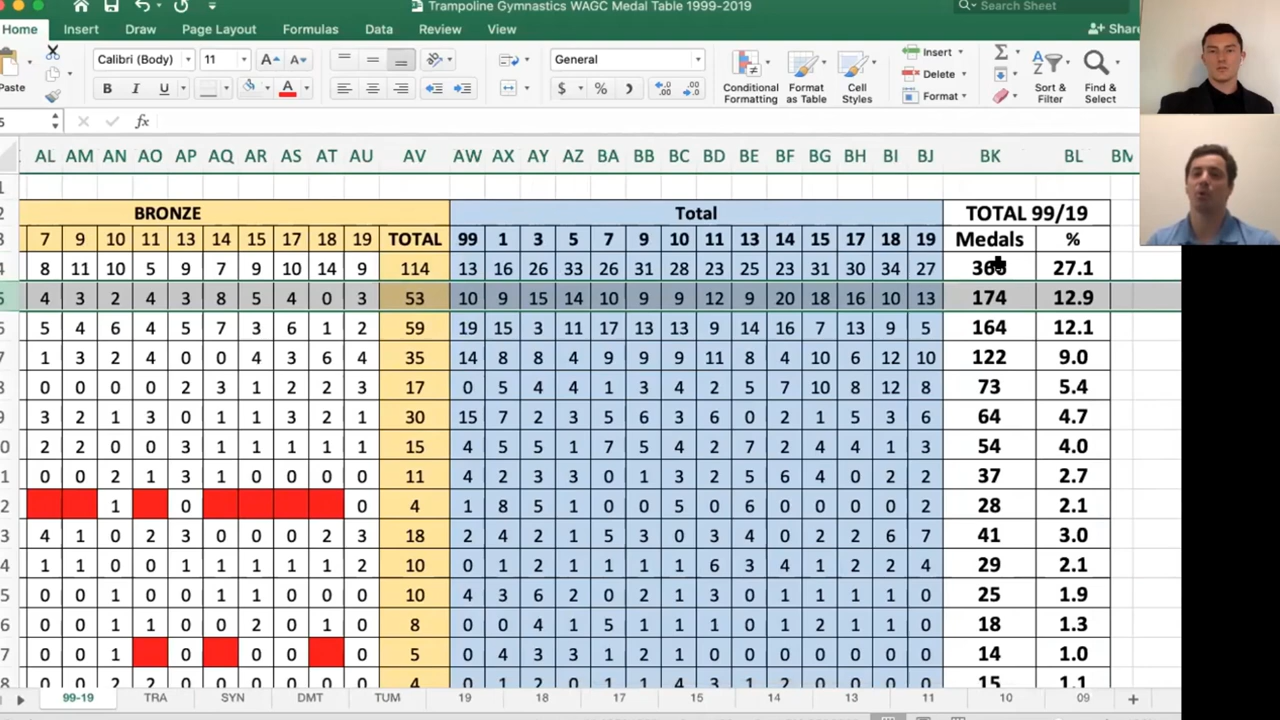 Trampoline Gymnastics WAGC Medal Table 1999-2019
Search Sheet
Home Insert Draw Page Layout Formulas Data Review View
Calibri (Body) 11 A A General Insert Σ
Paste B I U A $ % Conditional Formatting Format as Table Cell Styles Delete Format Sort & Filter Find & Select
fx
AL AM AN AO AP AQ AR AS AT AU AV AW AX AY AZ BA BB BC BD BE BF BG BH BI BJ BK BL BM
1
2 BRONZE Total TOTAL 99/19
3 7 9 10 11 13 14 15 17 18 19 TOTAL 99 1 3 5 7 9 10 11 13 14 15 17 18 19 Medals %
4 8 11 10 5 9 7 9 10 14 9 114 13 16 26 33 26 31 28 23 25 23 31 30 34 27 27.1
5 4 3 2 4 3 8 5 4 0 3 53 10 9 15 14 10 9 9 12 9 20 18 16 10 13 174 12.9
5 4 6 4 5 7 3 6 1 2 59 19 15 3 11 17 13 13 9 14 16 7 13 9 5 164 12.1
7 1 3 2 4 0 0 4 3 6 4 35 14 8 8 4 9 9 9 11 8 4 10 6 12 10 122 9.0
8 0 0 0 0 2 3 1 2 2 3 17 0 5 4 4 1 3 4 2 5 7 10 8 12 8 73 5.4
9 3 2 1 3 0 1 1 3 2 1 30 15 7 2 3 5 6 3 6 0 2 1 5 3 6 64 4.7
0 2 2 0 0 3 1 1 1 1 1 15 4 5 5 1 7 5 4 2 7 2 4 4 1 3 54 4.0
1 0 0 2 1 3 1 0 0 0 0 11 4 2 3 3 0 1 3 2 5 6 4 0 2 2 37 2.7
2 1 0 0 4 1 8 5 1 0 0 5 0 6 0 0 0 0 2 28 2.1
3 4 1 0 2 3 0 0 0 2 3 18 2 4 2 1 5 3 0 3 4 0 2 2 6 7 41 3.0
4 1 1 0 0 1 1 1 1 1 2 10 0 1 2 1 1 1 1 6 3 4 1 2 2 4 29 2.1
5 0 0 1 0 0 1 1 0 0 0 10 4 3 6 2 0 2 1 3 0 1 1 1 1 0 25 1.9
6 0 0 1 1 0 0 2 0 1 0 8 0 0 4 1 5 1 1 1 0 1 2 1 1 0 18 1.3
7 0 0 1 0 0 0 0 5 0 4 3 3 1 2 1 0 0 0 0 0 0 0 14 1.0
99-19 TRA SYN DMT TUM 19 18 17 15 14 13 11 10 09